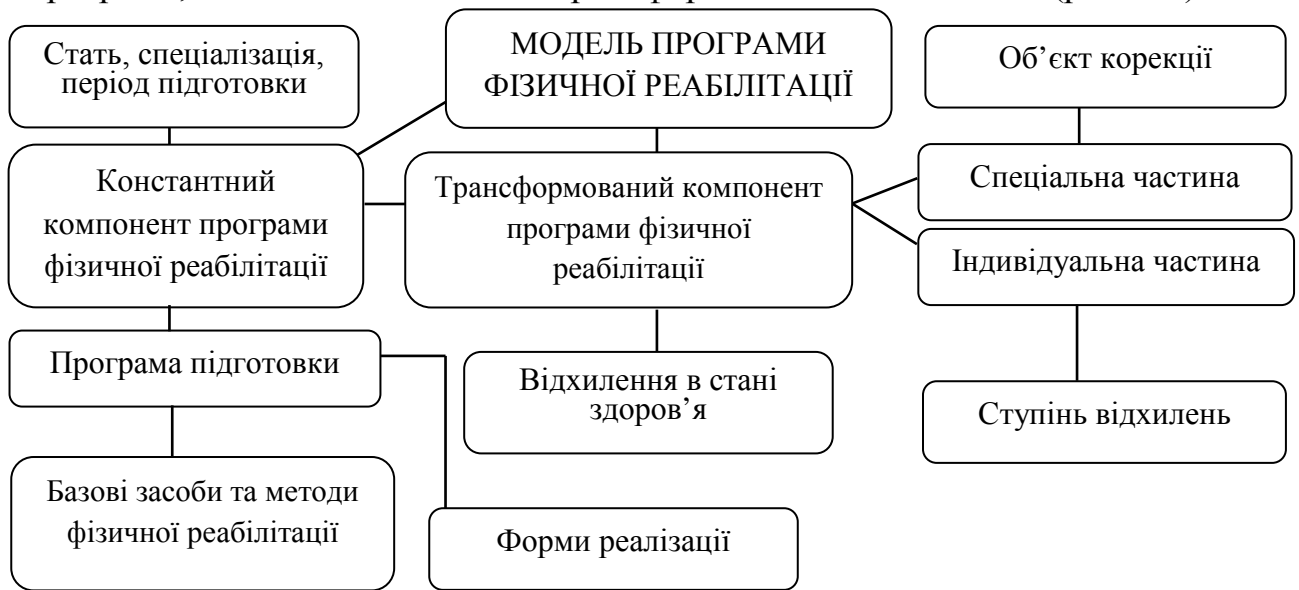 Стать, спеціалізація,
період підготовки
МОДЕЛЬ ПРОГРАМИ
ФІЗИЧНОЇ РЕАБІЛІТАЦІЇ
Об’єкт корекції
Константний
компонент програми
фізичної реабілітації
Трансформований компонент
програми фізичної
реабілітації
Спеціальна частина
Індивідуальна частина
Програма підготовки
Відхилення в стані
здоров’я
Ступінь відхилень
Базові засоби та методи
фізичної реабілітації
Форми реалізації